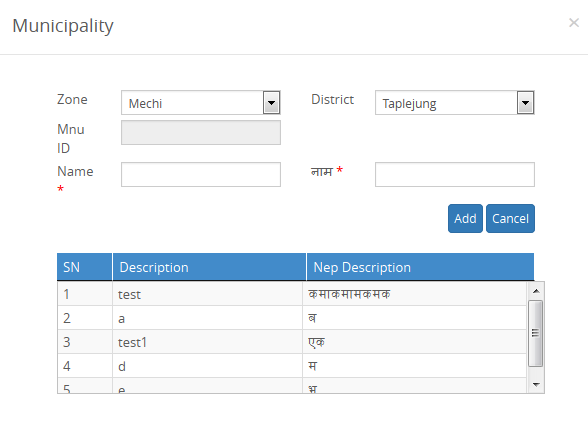 Municipality ×
Zone Mechi District Taplejung
Mnu
ID
Name नाम *
*
Add Cancel
SN Description Nep Description
1 test कमाकमामकमक
2 a ब
3 test1 एक
4 d म
5 e भ